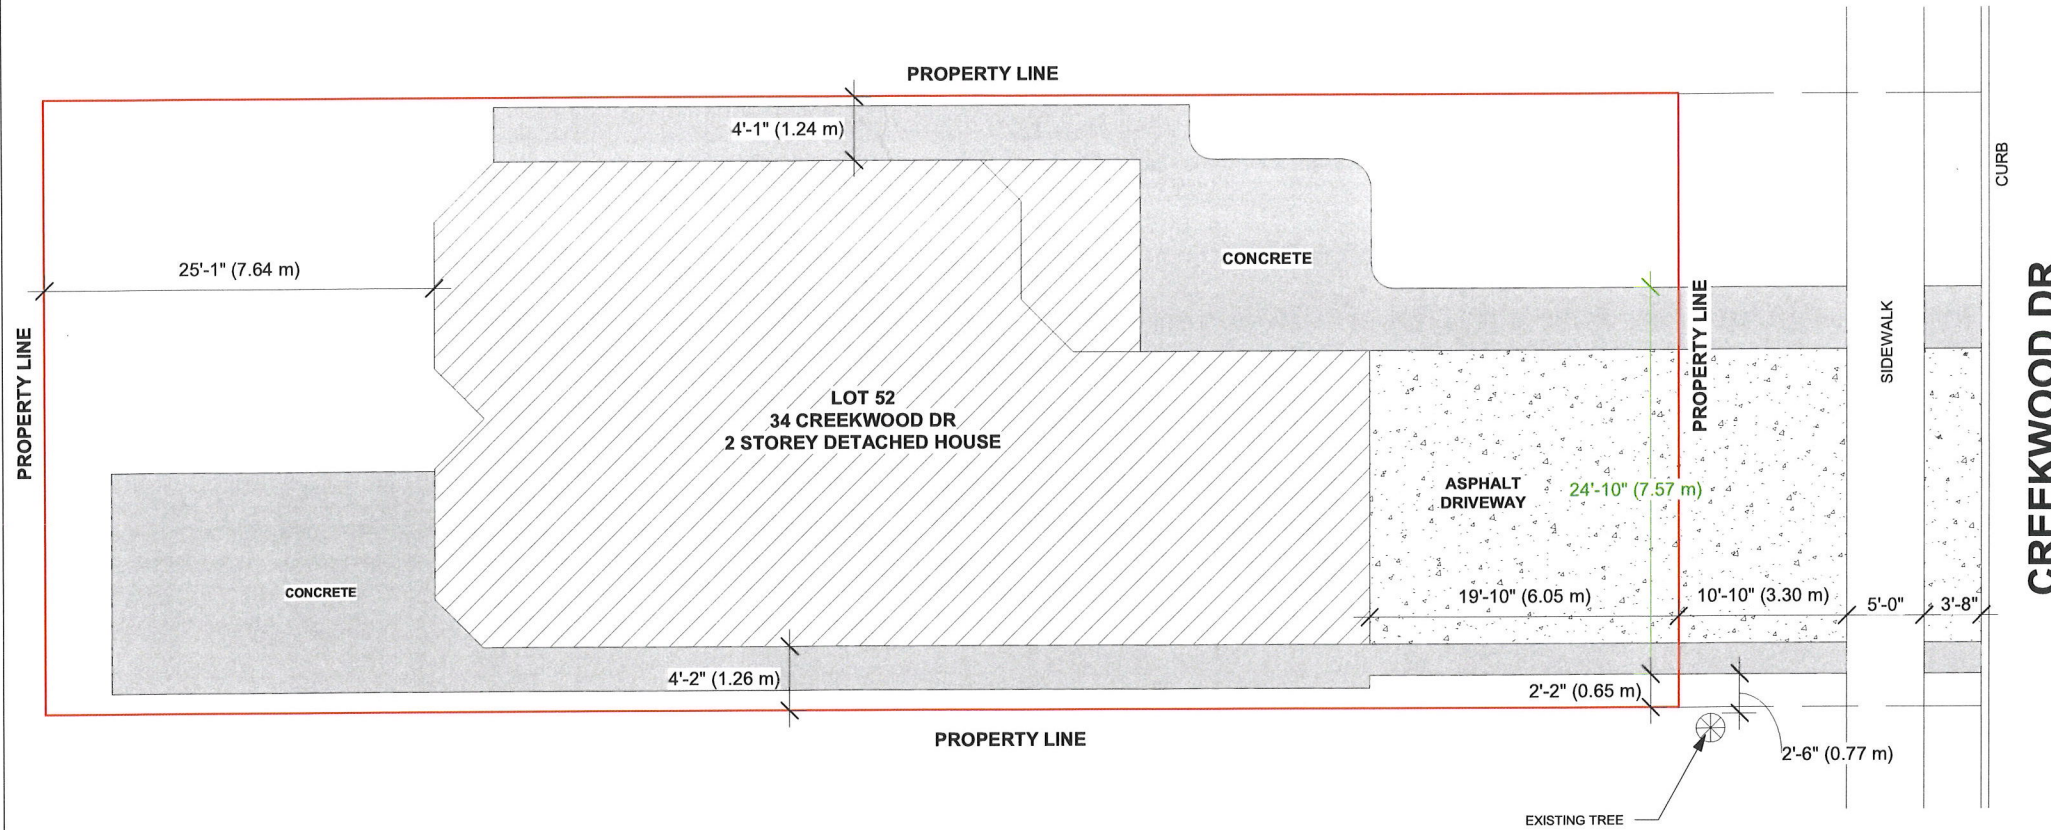 PROPERTY LINE
4'-1" (1.24 m)
CURB
25'-1" (7.64 m)
CONCRETE
PROPERTY LINE
PROPERTY LINE
SIDEWALK
CREEKWOOD DR
LOT 52
34 CREEKWOOD DR
2 STOREY DETACHED HOUSE
ASPHALT
DRIVEWAY
24'-10" (7.57 m)
CONCRETE
19'-10" (6.05 m)
10'-10" (3.30 m)
5'-0"
3'-8"
4'-2" (1.26 m)
2'-2" (0.65 m)
PROPERTY LINE
2'-6" (0.77 m)
EXISTING TREE